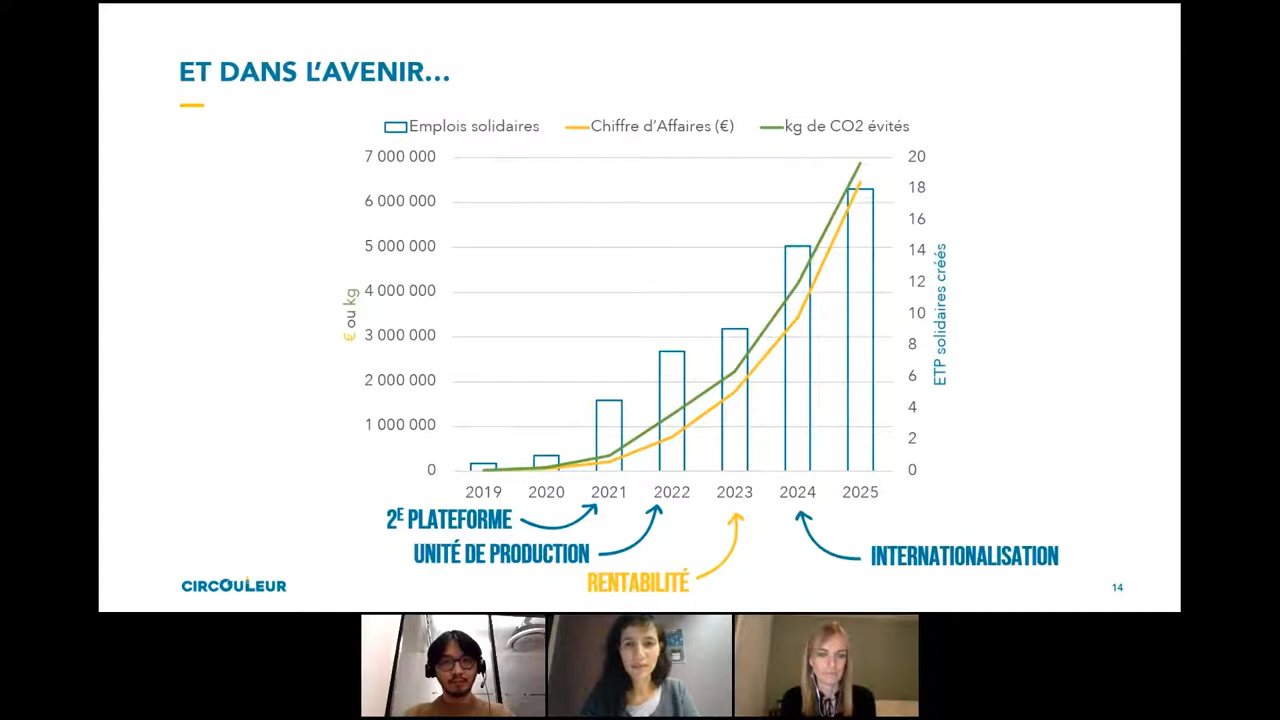 ET DANS L'AVENIR...
Emplois solidaires
Chiffre d'Affaires (€)
kg de CO2 évités
7 000 000
6 000 000
5 000 000
4 000 000
3 000 000
2 000 000
1 000 000
0
€ ou kg
20
18
16
14
12
10
8
6
4
2
0
ETP solidaires créés
2019 2020 2021 2022 2023 2024 2025
2E PLATEFORME
UNITÉ DE PRODUCTION
RENTABILITÉ
INTERNATIONALISATION
CIRCOULEUR
14